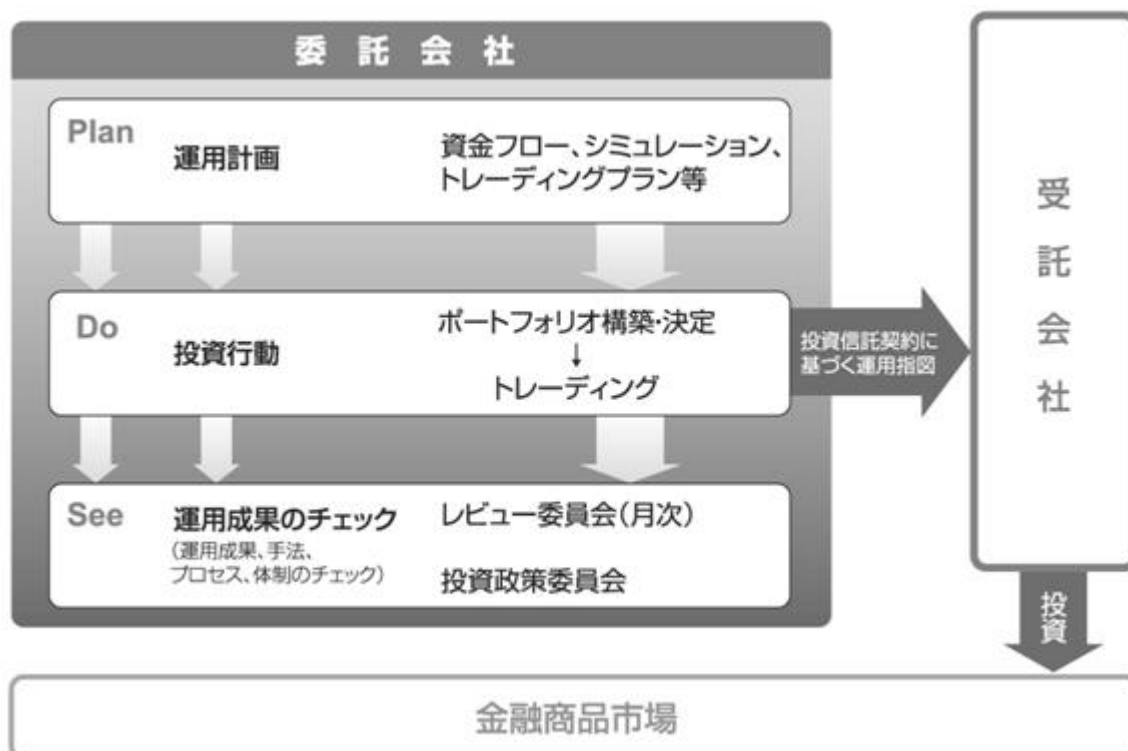 委託会社
Plan
運用計画
資金フロー、シミュレーション、
トレーディングプラン等
Do
投資行動
ポートフォリオ構築・決定
↓
トレーディング
投資信託契約に
基づく運用指図
See
運用成果のチェック
(運用成果、手法、
プロセス、体制のチェック)
レビュー委員会(月次)
投資政策委員会
受託会社
投資
金融商品市場